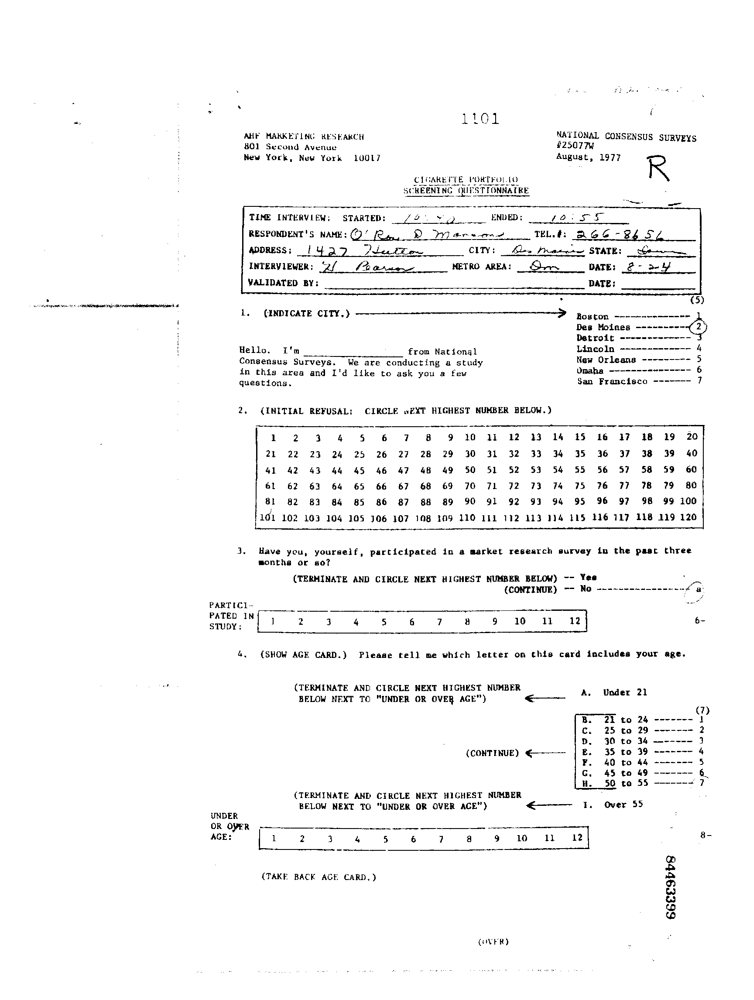 1101
AHF MARKETING RESEARCH
801 Second Avenue
New York, New York 10017
NATIONAL CONSENSUS SURVEYS
#25077W
August, 1977
R
CIGARETTE PORTFOLIO
SCREENING QUESTIONNAIRE
TIME INTERVIEW: STARTED: ENDED: 10:55
RESPONDENT'S NAME: D TEL.#: 266-8656
ADDRESS: 1427 Hutton CITY: STATE:
INTERVIEWER: METRO AREA: Dm DATE: 8-24
VALIDATED BY: DATE:
(5)
1. (INDICATE CITY.)
Boston 1
Des Moines 2
Detroit 3
Lincoln 4
New Orleans 5
Omaha 6
San Francisco 7
Hello. I'm from National
Consensus Surveys. We are conducting a study
in this area and I'd like to ask you a few
questions.
2. (INITIAL REFUSAL: CIRCLE NEXT HIGHEST NUMBER BELOW.)
1 2 3 4 5 6 7 8 9 10 11 12 13 14 15 16 17 18 19 20
21 22 23 24 25 26 27 28 29 30 31 32 33 34 35 36 37 38 39 40
41 42 43 44 45 46 47 48 49 50 51 52 53 54 55 56 57 58 59 60
61 62 63 64 65 66 67 68 69 70 71 72 73 74 75 76 77 78 79 80
81 82 83 84 85 86 87 88 89 90 91 92 93 94 95 96 97 98 99 100
101 102 103 104 105 106 107 108 109 110 111 112 113 114 115 116 117 118 119 120
3. Have you, yourself, participated in a market research survey in the past three
months or so?
(TERMINATE AND CIRCLE NEXT HIGHEST NUMBER BELOW) -- Yes
(CONTINUE) -- No
PARTICI-
PATED IN
STUDY: 1 2 3 4 5 6 7 8 9 10 11 12 6-
4. (SHOW AGE CARD.) Please tell me which letter on this card includes your age.
(TERMINATE AND CIRCLE NEXT HIGHEST NUMBER
BELOW NEXT TO "UNDER OR OVER AGE") A. Under 21
(7)
B. 21 to 24 1
C. 25 to 29 2
D. 30 to 34 3
(CONTINUE) E. 35 to 39 4
F. 40 to 44 5
G. 45 to 49 6
H. 50 to 55 7
(TERMINATE AND CIRCLE NEXT HIGHEST NUMBER
BELOW NEXT TO "UNDER OR OVER AGE") I. Over 55
UNDER
OR OVER
AGE: 1 2 3 4 5 6 7 8 9 10 11 12 8-
(TAKE BACK AGE CARD.)
84463399
(OVER)